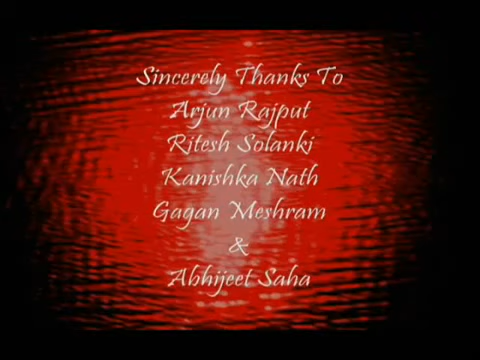 Sincerely Thanks To
Arjun Rajput
Ritesh Solanki
Kanishka Nath
Gagan Meshram
&
Abhijeet Saha